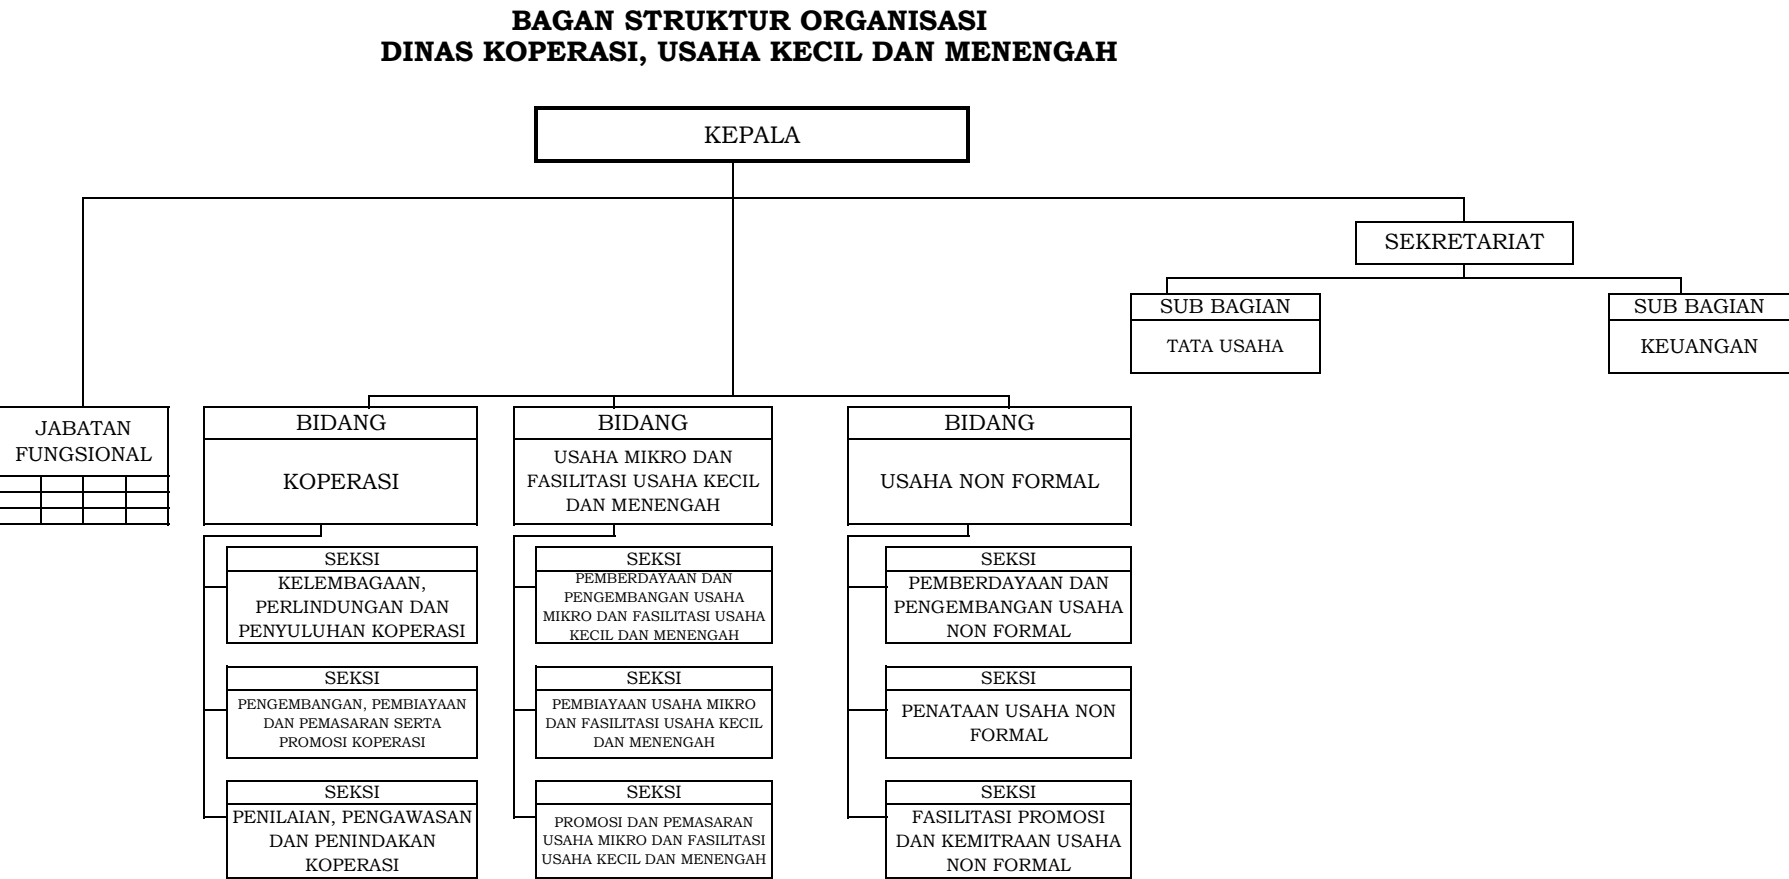 BAGAN STRUKTUR ORGANISASI
DINAS KOPERASI, USAHA KECIL DAN MENENGAH
KEPALA
SEKRETARIAT
SUB BAGIAN
TATA USAHA
SUB BAGIAN
KEUANGAN
JABATAN
FUNGSIONAL
BIDANG
KOPERASI
BIDANG
USAHA MIKRO DAN
FASILITASI USAHA KECIL
DAN MENENGAH
BIDANG
USAHA NON FORMAL
SEKSI
KELEMBAGAAN,
PERLINDUNGAN DAN
PENYULUHAN KOPERASI
SEKSI
PENGEMBANGAN, PEMBIAYAAN
DAN PEMASARAN SERTA
PROMOSI KOPERASI
SEKSI
PENILAIAN, PENGAWASAN
DAN PENINDAKAN
KOPERASI
SEKSI
PEMBERDAYAAN DAN
PENGEMBANGAN USAHA
MIKRO DAN FASILITASI USAHA
KECIL DAN MENENGAH
SEKSI
PEMBIAYAAN USAHA MIKRO
DAN FASILITASI USAHA KECIL
DAN MENENGAH
SEKSI
PROMOSI DAN PEMASARAN
USAHA MIKRO DAN FASILITASI
USAHA KECIL DAN MENENGAH
SEKSI
PEMBERDAYAAN DAN
PENGEMBANGAN USAHA
NON FORMAL
SEKSI
PENATAAN USAHA NON
FORMAL
SEKSI
FASILITASI PROMOSI
DAN KEMITRAAN USAHA
NON FORMAL